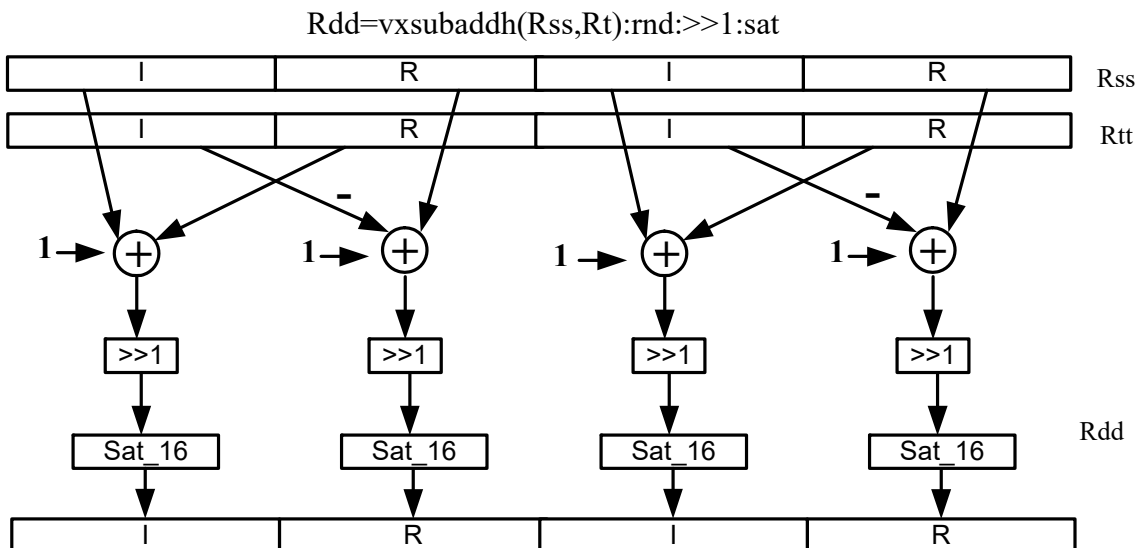 Rdd=vxsubaddh(Rss,Rt):rnd:>>1:sat
I R I R Rss
I R I R Rtt
- -
1 + 1 + 1 + 1 +
>>1 >>1 >>1 >>1
Sat_16 Sat_16 Sat_16 Sat_16 Rdd
I R I R